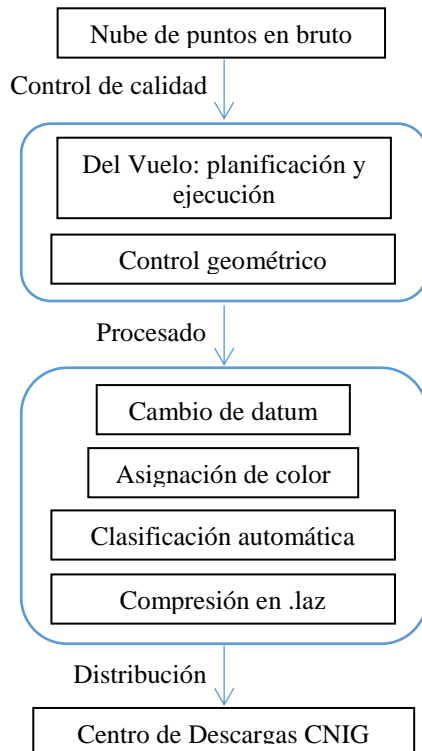 Nube de puntos en bruto
Control de calidad
Del Vuelo: planificación y
ejecución
Control geométrico
Procesado
Cambio de datum
Asignación de color
Clasificación automática
Compresión en .laz
Distribución
Centro de Descargas CNIG